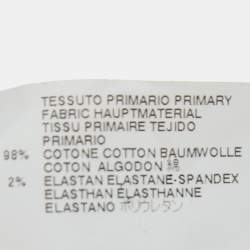 TESSUTO PRIMARIO PRIMARY
FABRIC HAUPTMATERIAL
TISSU PRIMAIRE TEJIDO
PRIMARIO
98% COTONE COTTON BAUMWOLLE
COTON ALGODON 綿
2% ELASTAN ELASTANE-SPANDEX
ELASTHAN ELASTHANNE
ELASTANO ポリウレタン